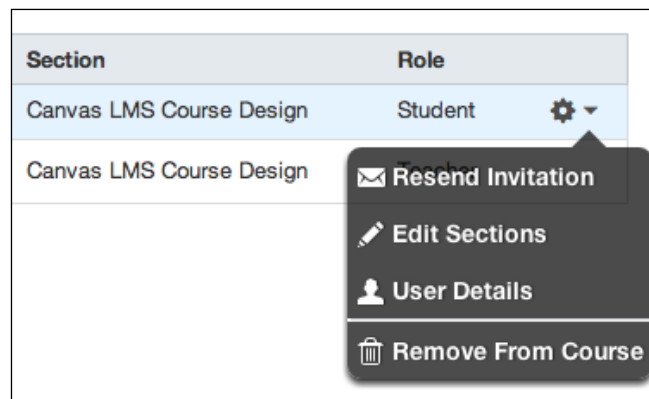 Section Role
Canvas LMS Course Design Student
Canvas LMS Course Design Teacher
Resend Invitation
Edit Sections
User Details
Remove From Course